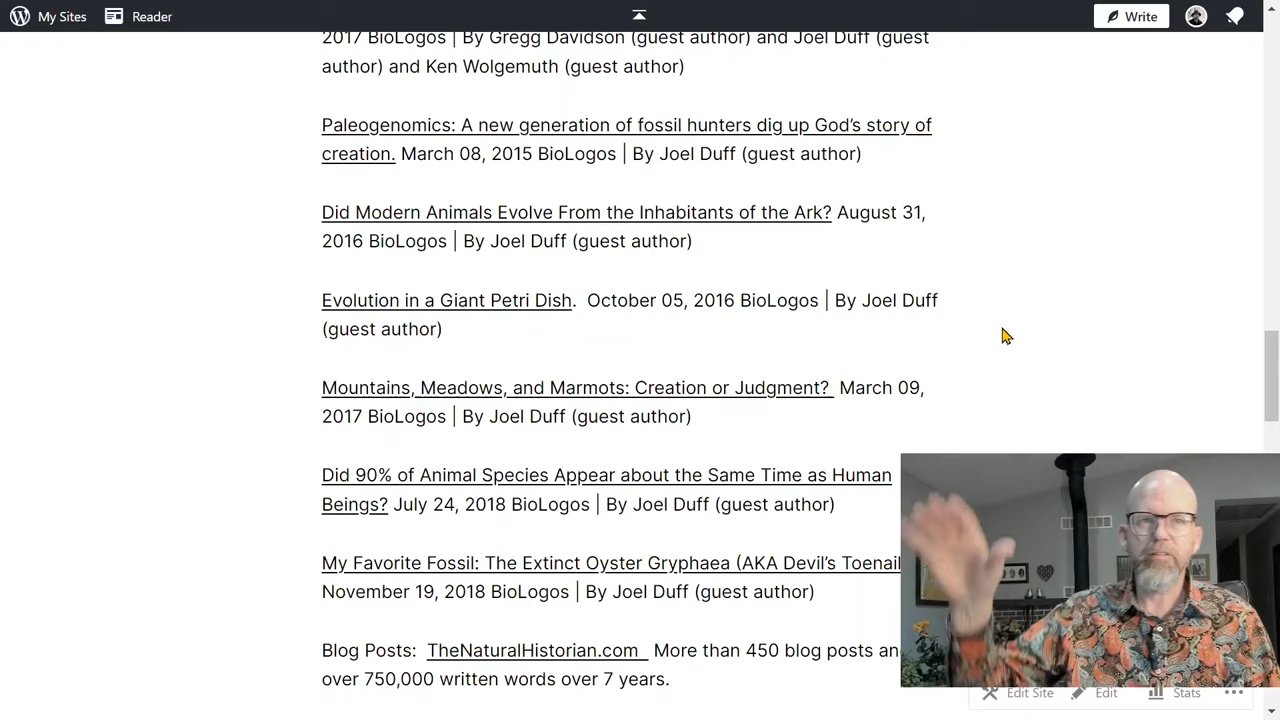 My Sites
Reader
Write
2017 BioLogos | By Gregg Davidson (guest author) and Joel Duff (guest
author) and Ken Wolgemuth (guest author)
Paleogenomics: A new generation of fossil hunters dig up God’s story of
creation. March 08, 2015 BioLogos | By Joel Duff (guest author)
Did Modern Animals Evolve From the Inhabitants of the Ark? August 31,
2016 BioLogos | By Joel Duff (guest author)
Evolution in a Giant Petri Dish. October 05, 2016 BioLogos | By Joel Duff
(guest author)
Mountains, Meadows, and Marmots: Creation or Judgment? March 09,
2017 BioLogos | By Joel Duff (guest author)
Did 90% of Animal Species Appear about the Same Time as Human
Beings? July 24, 2018 BioLogos | By Joel Duff (guest author)
My Favorite Fossil: The Extinct Oyster Gryphaea (AKA Devil’s Toenail
November 19, 2018 BioLogos | By Joel Duff (guest author)
Blog Posts: TheNaturalHistorian.com More than 450 blog posts an
over 750,000 written words over 7 years.
Edit Site
Edit
Stats